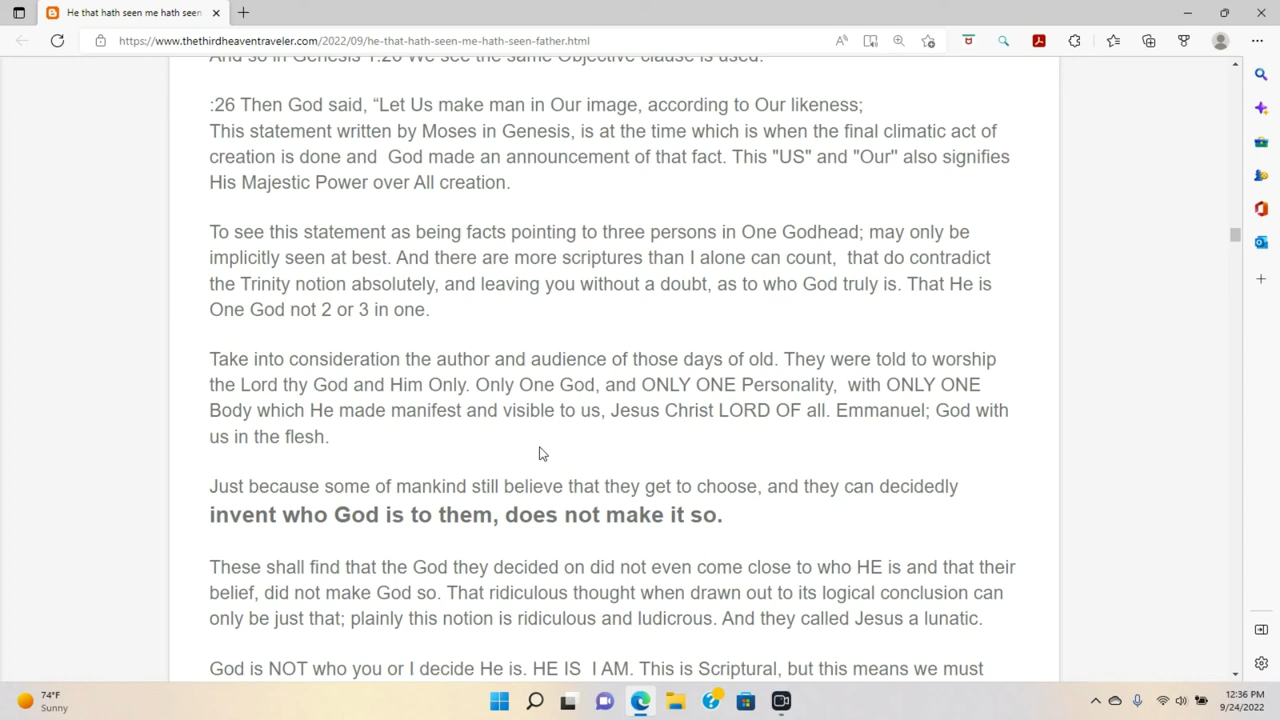 He that hath seen me hath seen
https://www.thethirdheaventraveler.com/2022/09/he-that-hath-seen-me-hath-seen-father.html
And so in Genesis 1:26 We see the same Objective clause is used.
:26 Then God said, “Let Us make man in Our image, according to Our likeness;
This statement written by Moses in Genesis, is at the time which is when the final climatic act of
creation is done and God made an announcement of that fact. This "US" and "Our" also signifies
His Majestic Power over All creation.
To see this statement as being facts pointing to three persons in One Godhead; may only be
implicitly seen at best. And there are more scriptures than I alone can count, that do contradict
the Trinity notion absolutely, and leaving you without a doubt, as to who God truly is. That He is
One God not 2 or 3 in one.
Take into consideration the author and audience of those days of old. They were told to worship
the Lord thy God and Him Only. Only One God, and ONLY ONE Personality, with ONLY ONE
Body which He made manifest and visible to us, Jesus Christ LORD OF all. Emmanuel; God with
us in the flesh.
Just because some of mankind still believe that they get to choose, and they can decidedly
invent who God is to them, does not make it so.
These shall find that the God they decided on did not even come close to who HE is and that their
belief, did not make God so. That ridiculous thought when drawn out to its logical conclusion can
only be just that; plainly this notion is ridiculous and ludicrous. And they called Jesus a lunatic.
God is NOT who you or I decide He is. HE IS I AM. This is Scriptural, but this means we must
74°F
Sunny
12:36 PM
9/24/2022